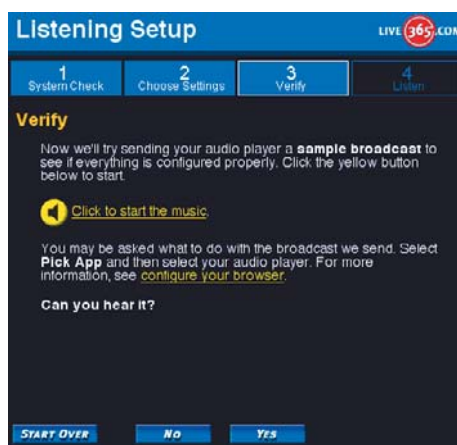 Listening Setup
LIVE 365.COM
1
System Check
2
Choose Settings
3
Verify
4
Listen
Verify
Now we'll try sending your audio player a sample broadcast to
see if everything is configured properly. Click the yellow button
below to start.
Click to start the music.
You may be asked what to do with the broadcast we send. Select
Pick App and then select your audio player. For more
information, see configure your browser.
Can you hear it?
START OVER
NO
YES